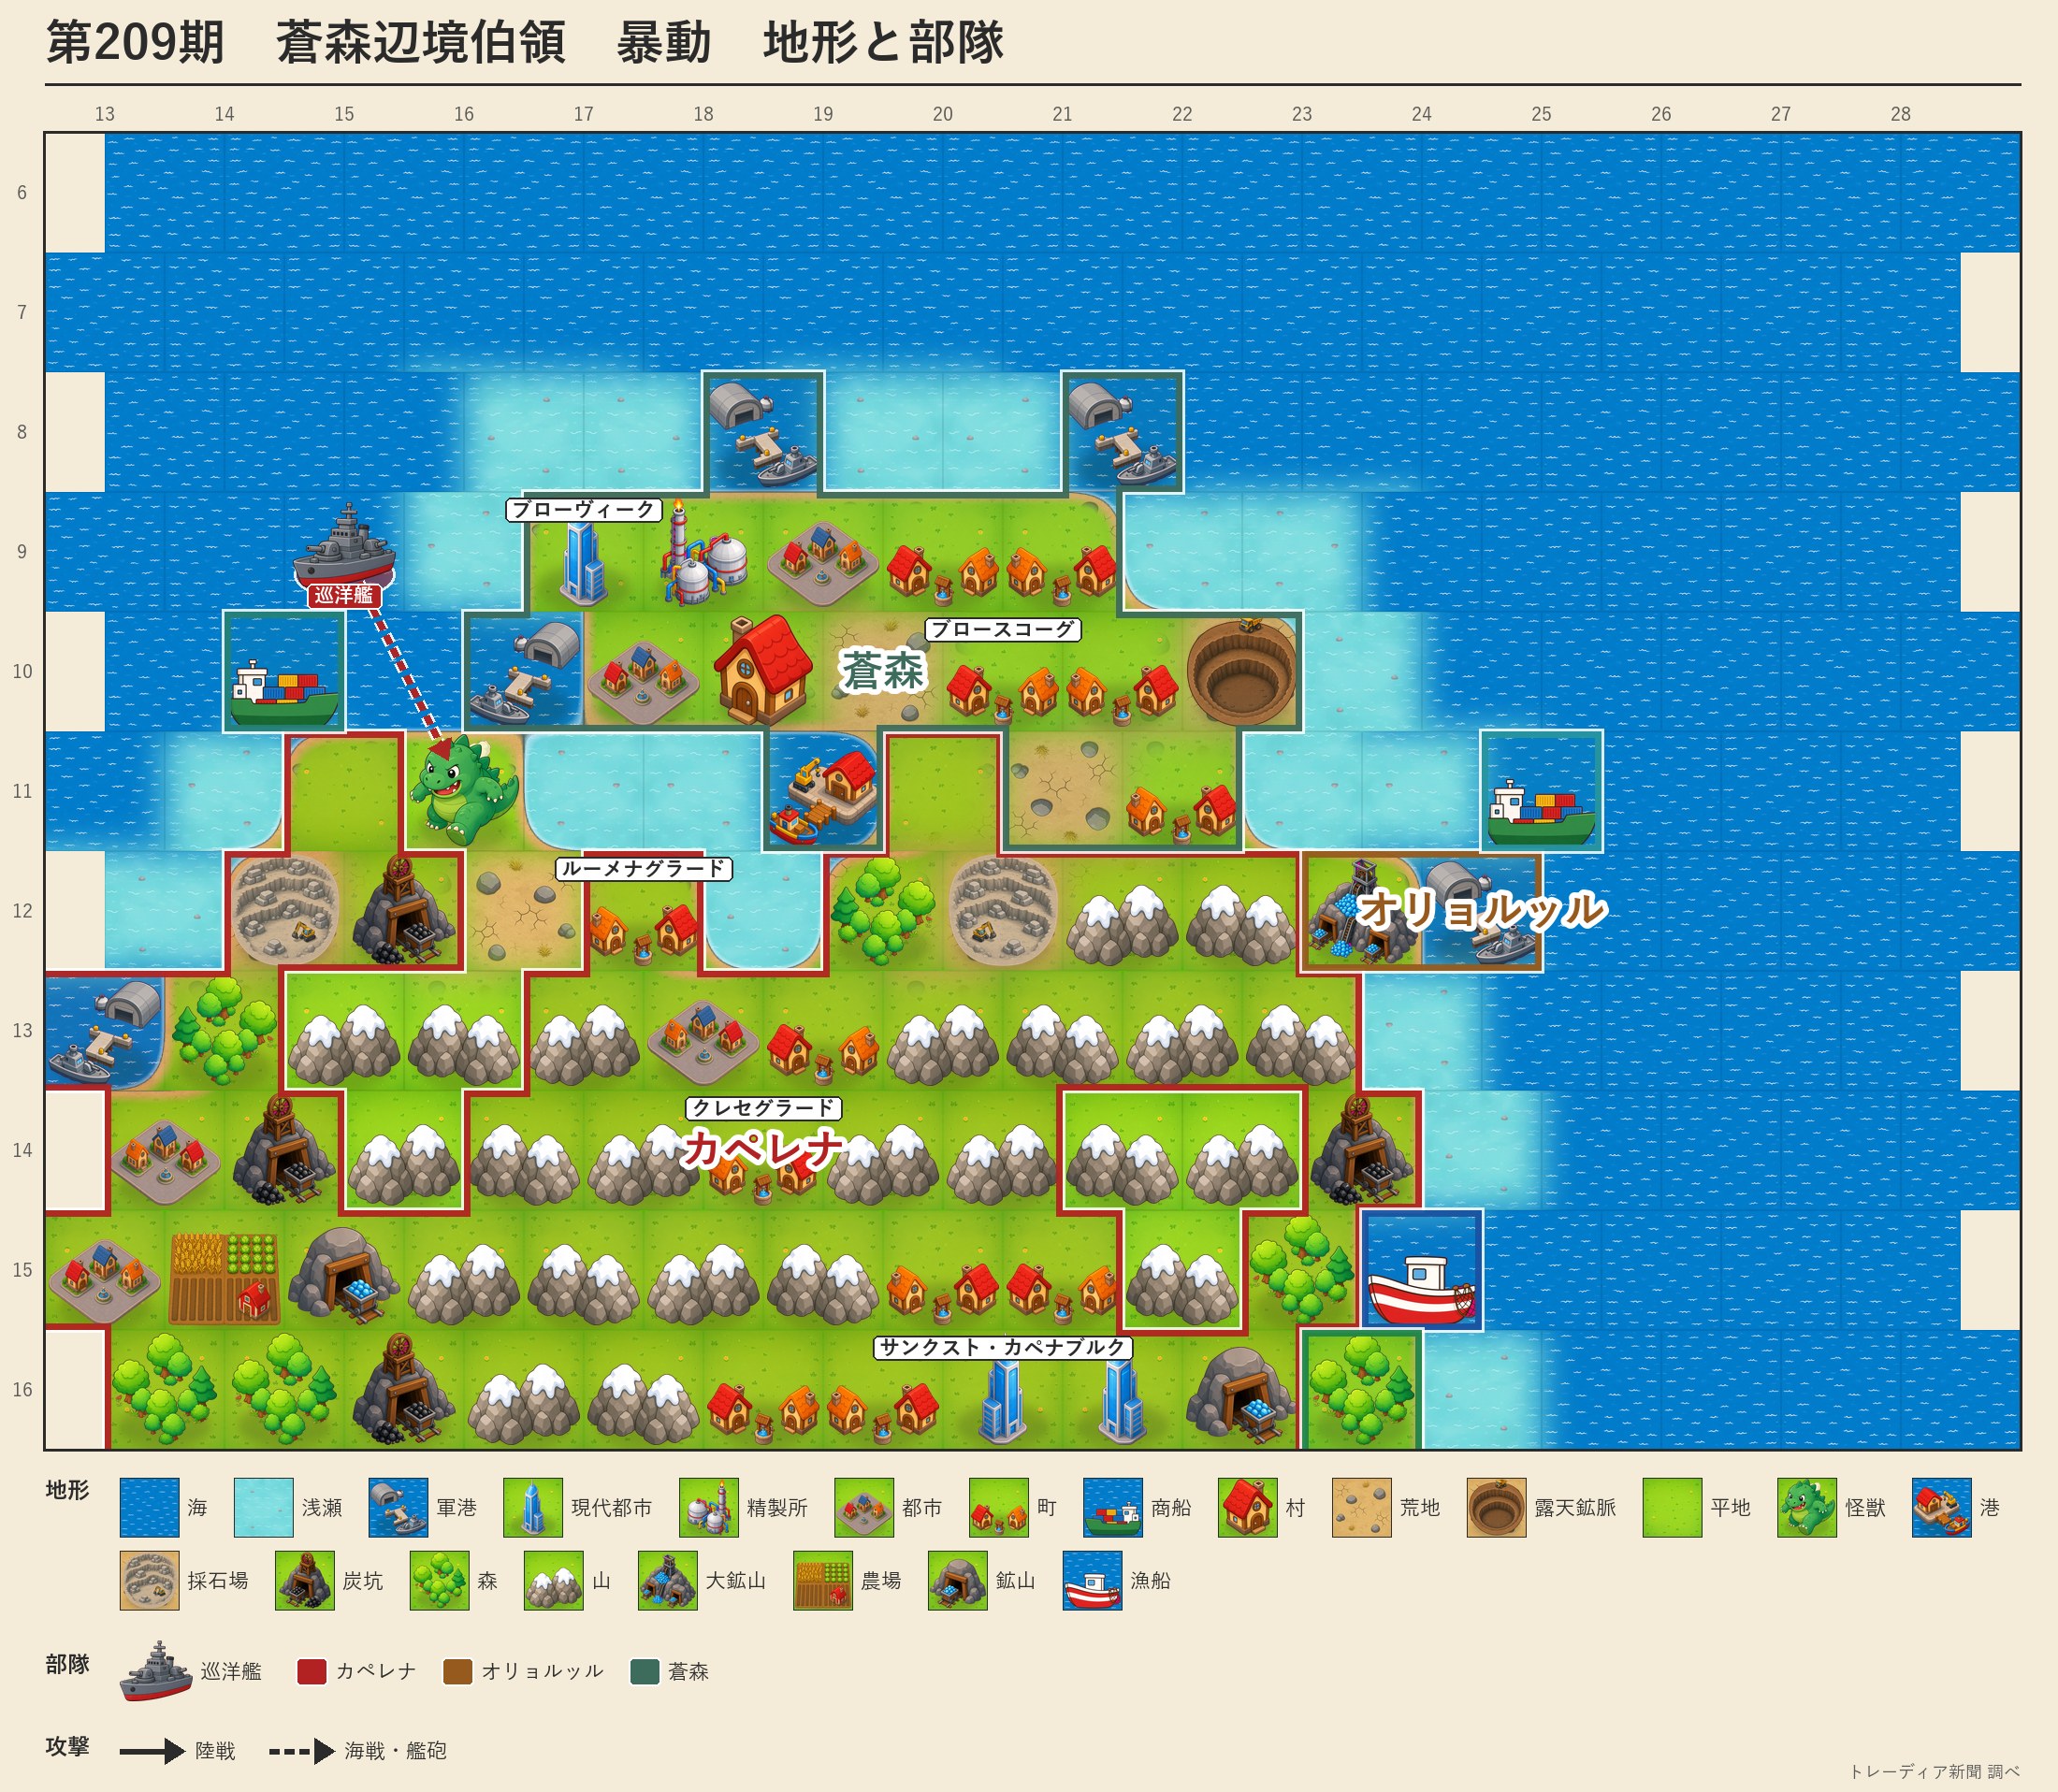 第209期　蒼森辺境伯領　暴動　地形と部隊
13 14 15 16 17 18 19 20 21 22 23 24 25 26 27 28
6
7
8
ブローヴィーク
9
巡洋艦
ブロースコーグ
10
蒼森
11
ルーメナグラード
12
オリョルッル
13
クレセグラード
14
カペレナ
15
サンクスト・カペナブルク
16
地形 海 浅瀬 軍港 現代都市 精製所 都市 町 商船 村 荒地 露天鉱脈 平地 怪獣 港
採石場 炭坑 森 山 大鉱山 農場 鉱山 漁船
部隊 巡洋艦 カペレナ オリョルッル 蒼森
攻撃 陸戦 海戦・艦砲
トレーディア新聞 調べ